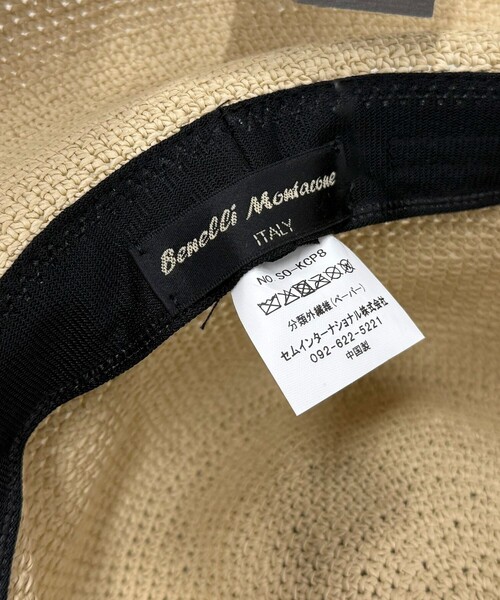 Benelli Montacone
ITALY
NO.SO-KCP8
分類外繊維(ペーパー)
セムインターナショナル株式会社
092-622-5221
中国製